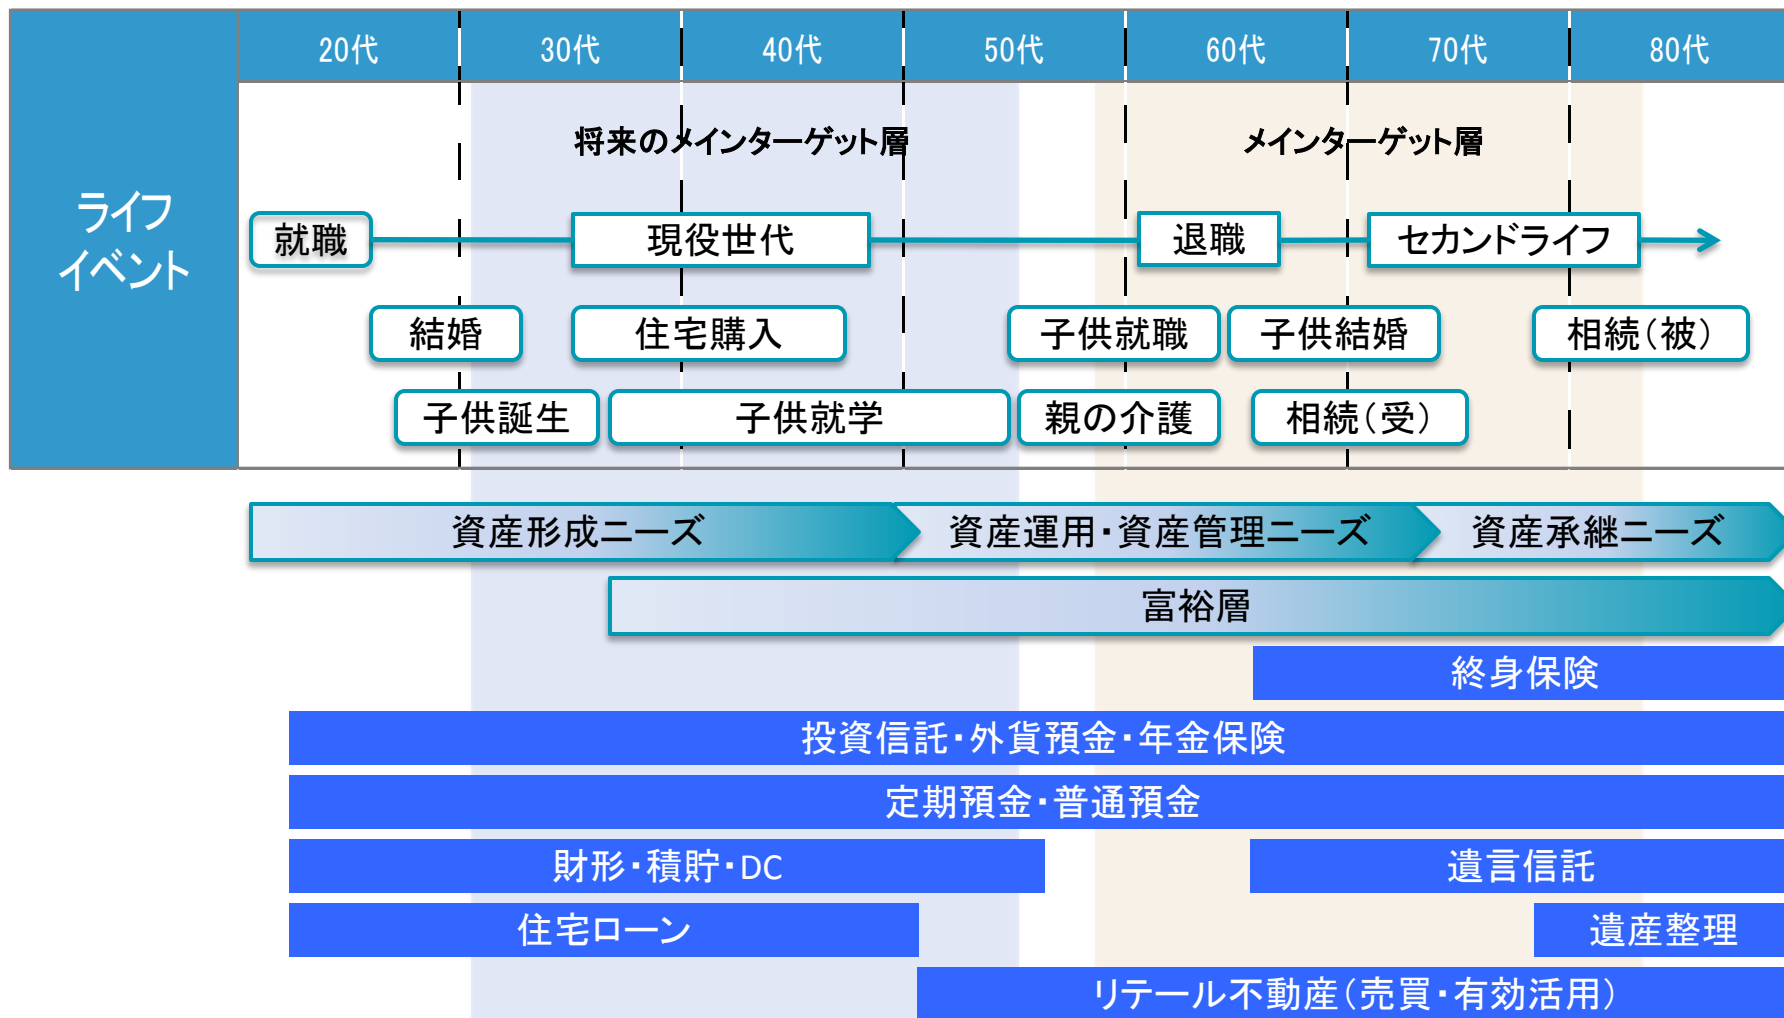 20代
30代
40代
50代
60代
70代
80代
ライフ
イベント
将来のメインターゲット層
メインターゲット層
就職
現役世代
退職
セカンドライフ
結婚
住宅購入
子供就職
子供結婚
相続(被)
子供誕生
子供就学
親の介護
相続(受)
資産形成ニーズ
資産運用・資産管理ニーズ
資産承継ニーズ
富裕層
終身保険
投資信託・外貨預金・年金保険
定期預金・普通預金
財形・積貯・DC
遺言信託
住宅ローン
遺産整理
リテール不動産(売買・有効活用)